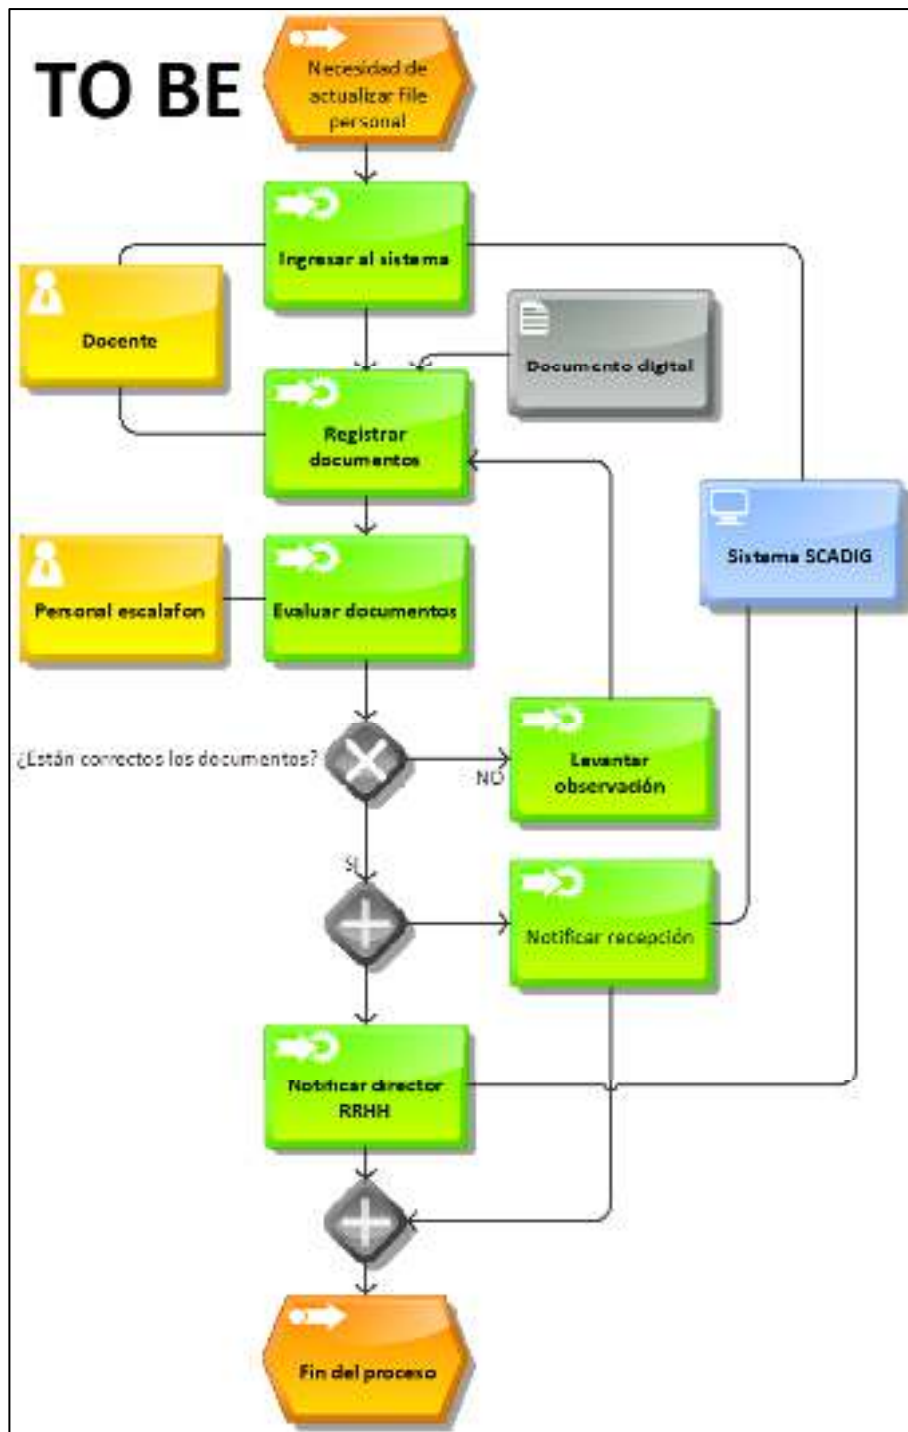 TO BE
Necesidad de
actualizar file
personal
Ingresar al sistema
Docente
Documento digital
Registrar
documentos
Sistema SCADIG
Personal escalafon
Evaluar documentos
¿Están correctos los documentos?
NO
Levantar
observación
SI
Notificar recepción
Notificar director
RRHH
Fin del proceso